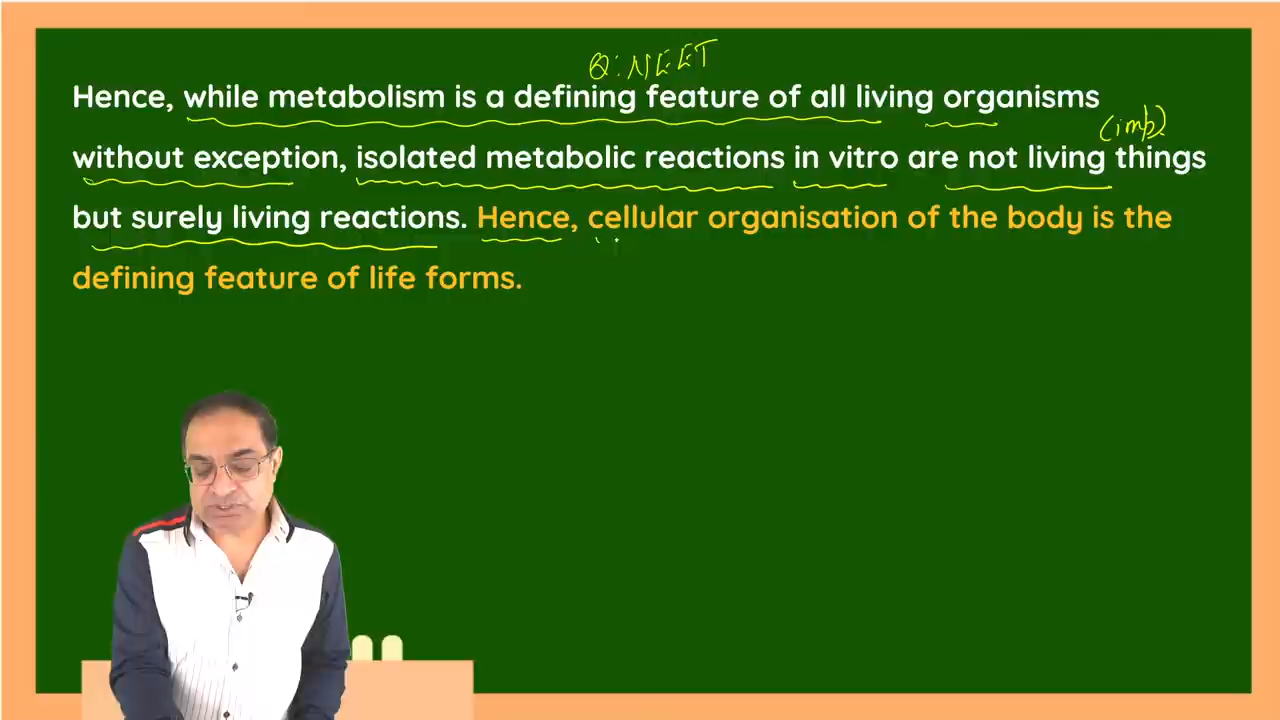 Q: NEET
Hence, while metabolism is a defining feature of all living organisms
(imp)
without exception, isolated metabolic reactions in vitro are not living things
but surely living reactions. Hence, cellular organisation of the body is the
defining feature of life forms.